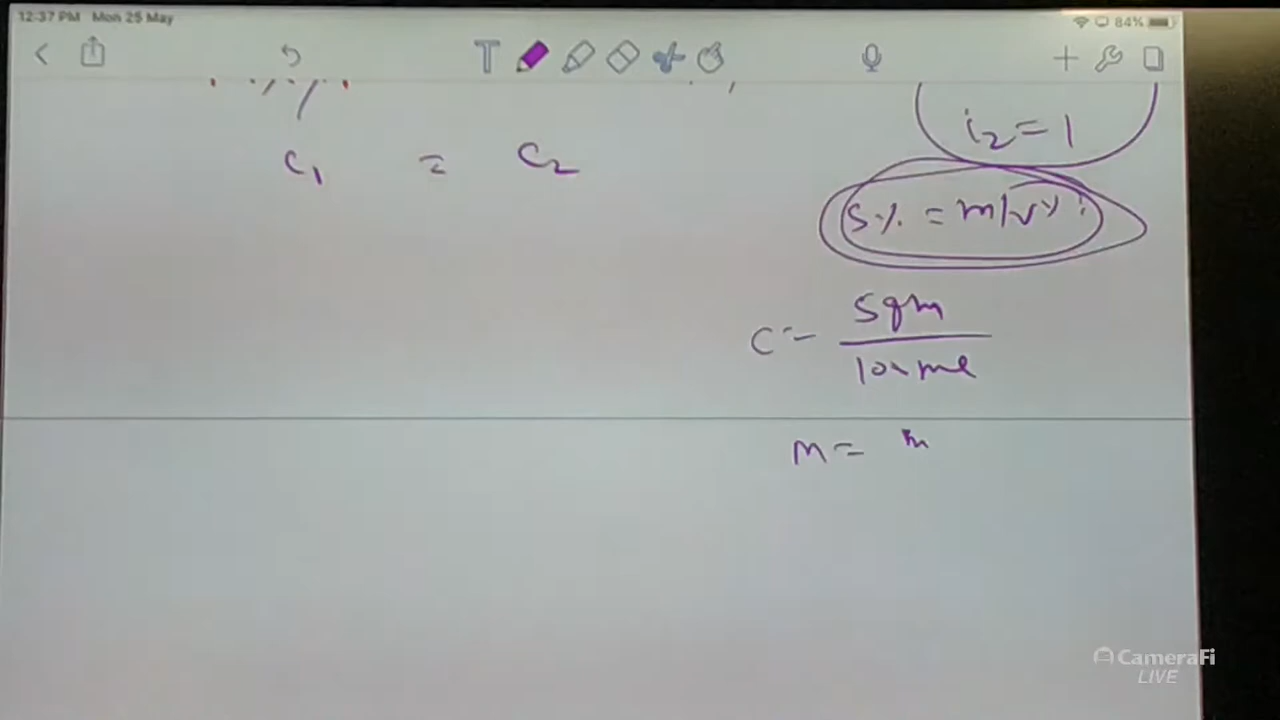 12:37 PM Mon 25 May
84%
T
i₂ = 1
C₁ = C₂
5% = m/v%
C = 5gm
100 ml
M = m
CameraFi
LIVE